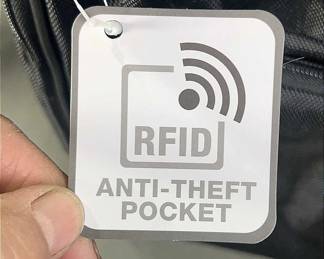 RFID
ANTI-THEFT
POCKET